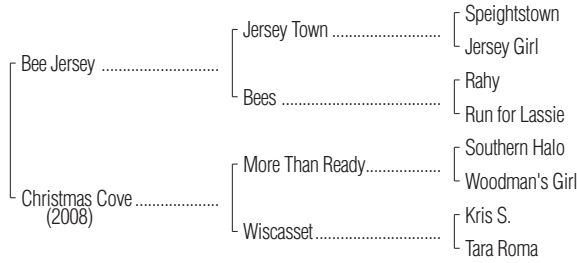 Speightstown
Jersey Town ..............................
Jersey Girl
Bee Jersey ................................
Rahy
Bees ............................................
Run for Lassie
Southern Halo
More Than Ready.....................
Woodman's Girl
Christmas Cove .......................
(2008)
Kris S.
Wiscasset...................................
Tara Roma